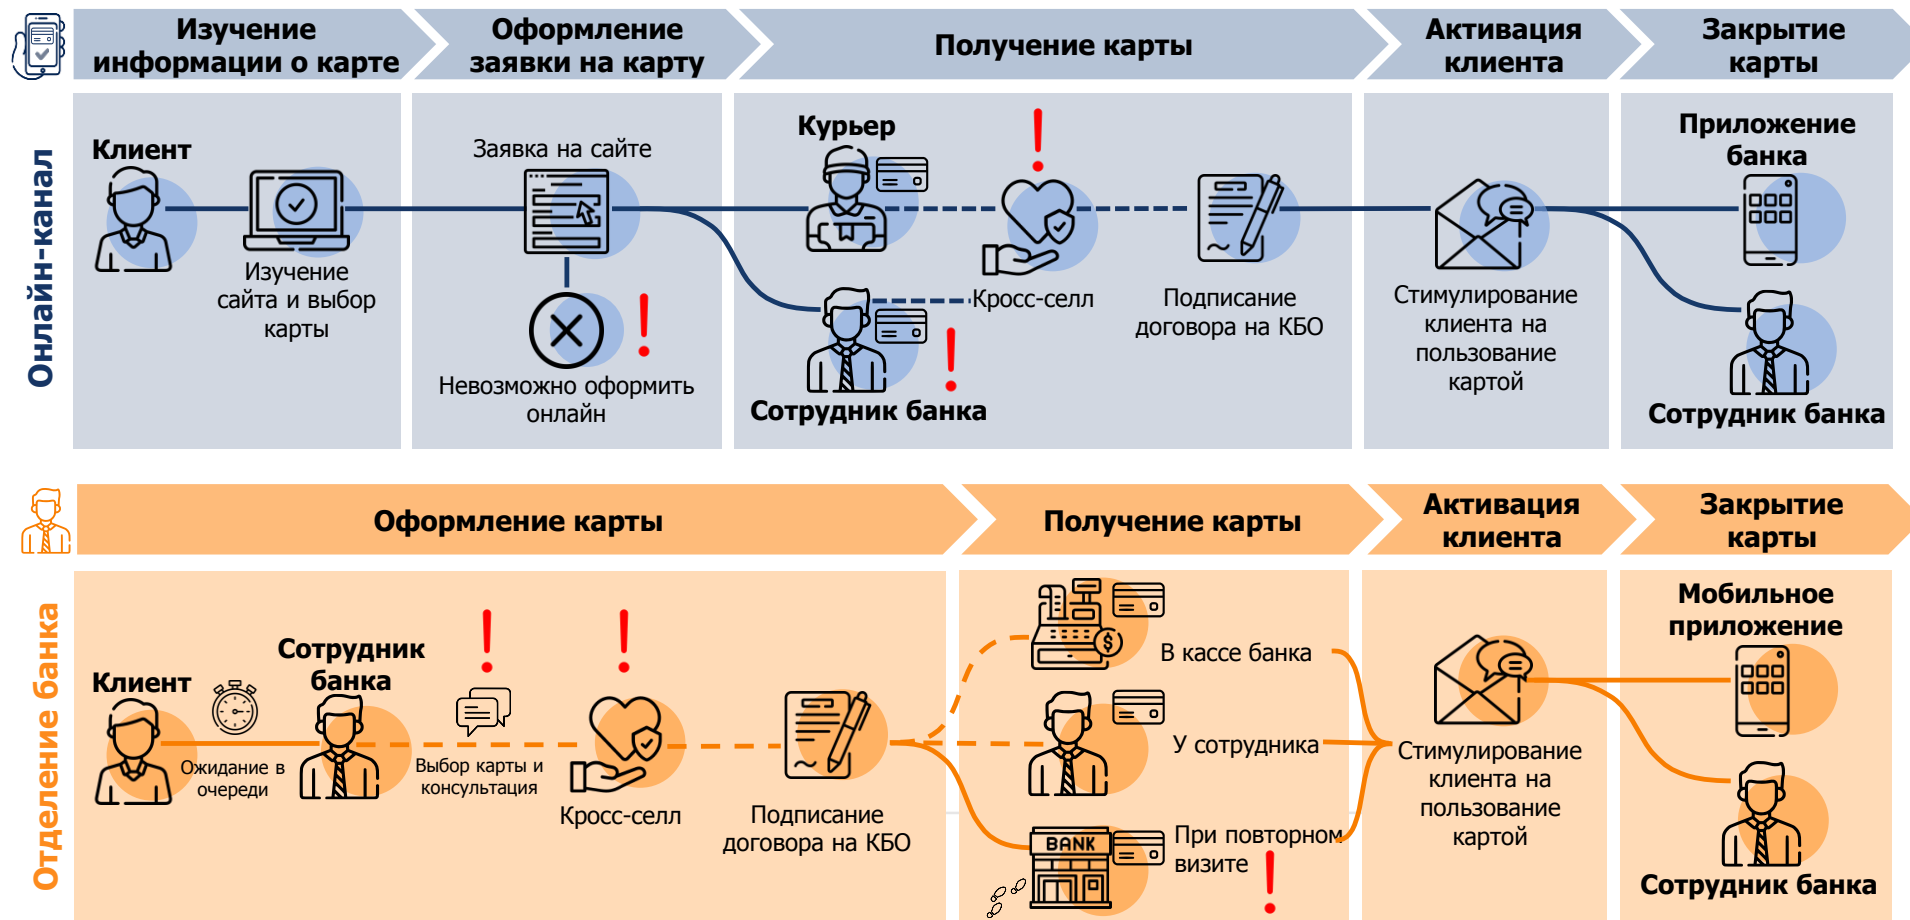 Изучение
информации о карте
Оформление
заявки на карту
Получение карты
Активация
клиента
Закрытие
карты
Онлайн-канал
Клиент
Изучение
сайта и выбор
карты
Заявка на сайте
Невозможно оформить
онлайн
Курьер
Сотрудник банка
Кросс-селл
Подписание
договора на КБО
Стимулирование
клиента на
пользование
картой
Приложение
банка
Сотрудник банка
Оформление карты
Получение карты
Активация
клиента
Закрытие
карты
Отделение банка
Клиент
Ожидание в
очереди
Сотрудник
банка
Выбор карты и
консультация
Кросс-селл
Подписание
договора на КБО
В кассе банка
У сотрудника
BANK
При повторном
визите
Стимулирование
клиента на
пользование
картой
Мобильное
приложение
Сотрудник банка